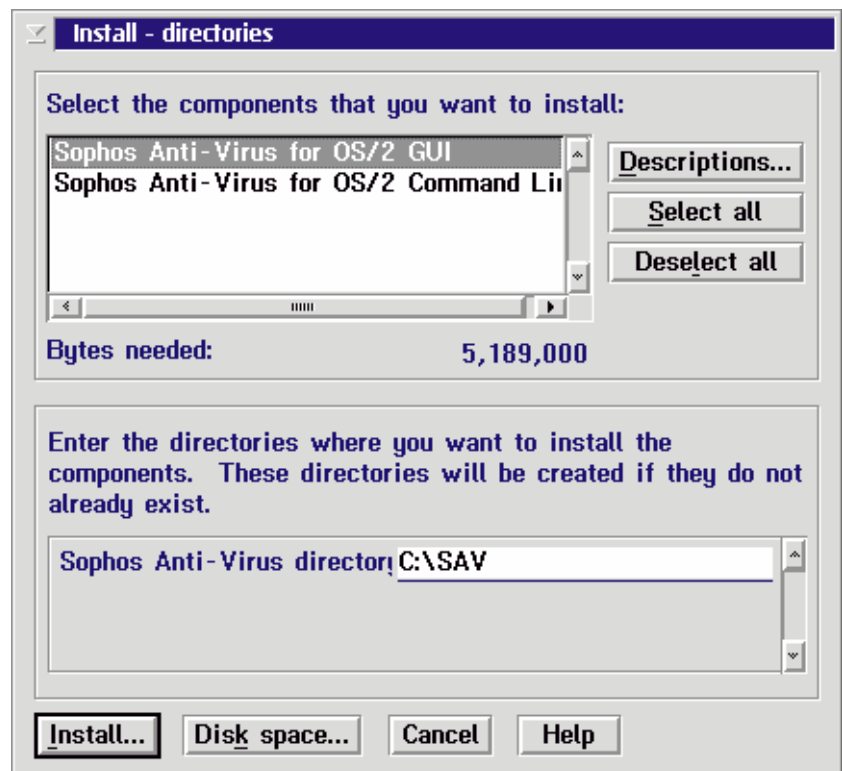 Install - directories
Select the components that you want to install:
Sophos Anti-Virus for OS/2 GUI
Sophos Anti-Virus for OS/2 Command
Descriptions...
Select all
Deselect all
Bytes needed: 5,189,000
Enter the directories where you want to install the
components. These directories will be created if they do not
already exist.
Sophos Anti-Virus directory C:\SAV
Install... Disk space... Cancel Help